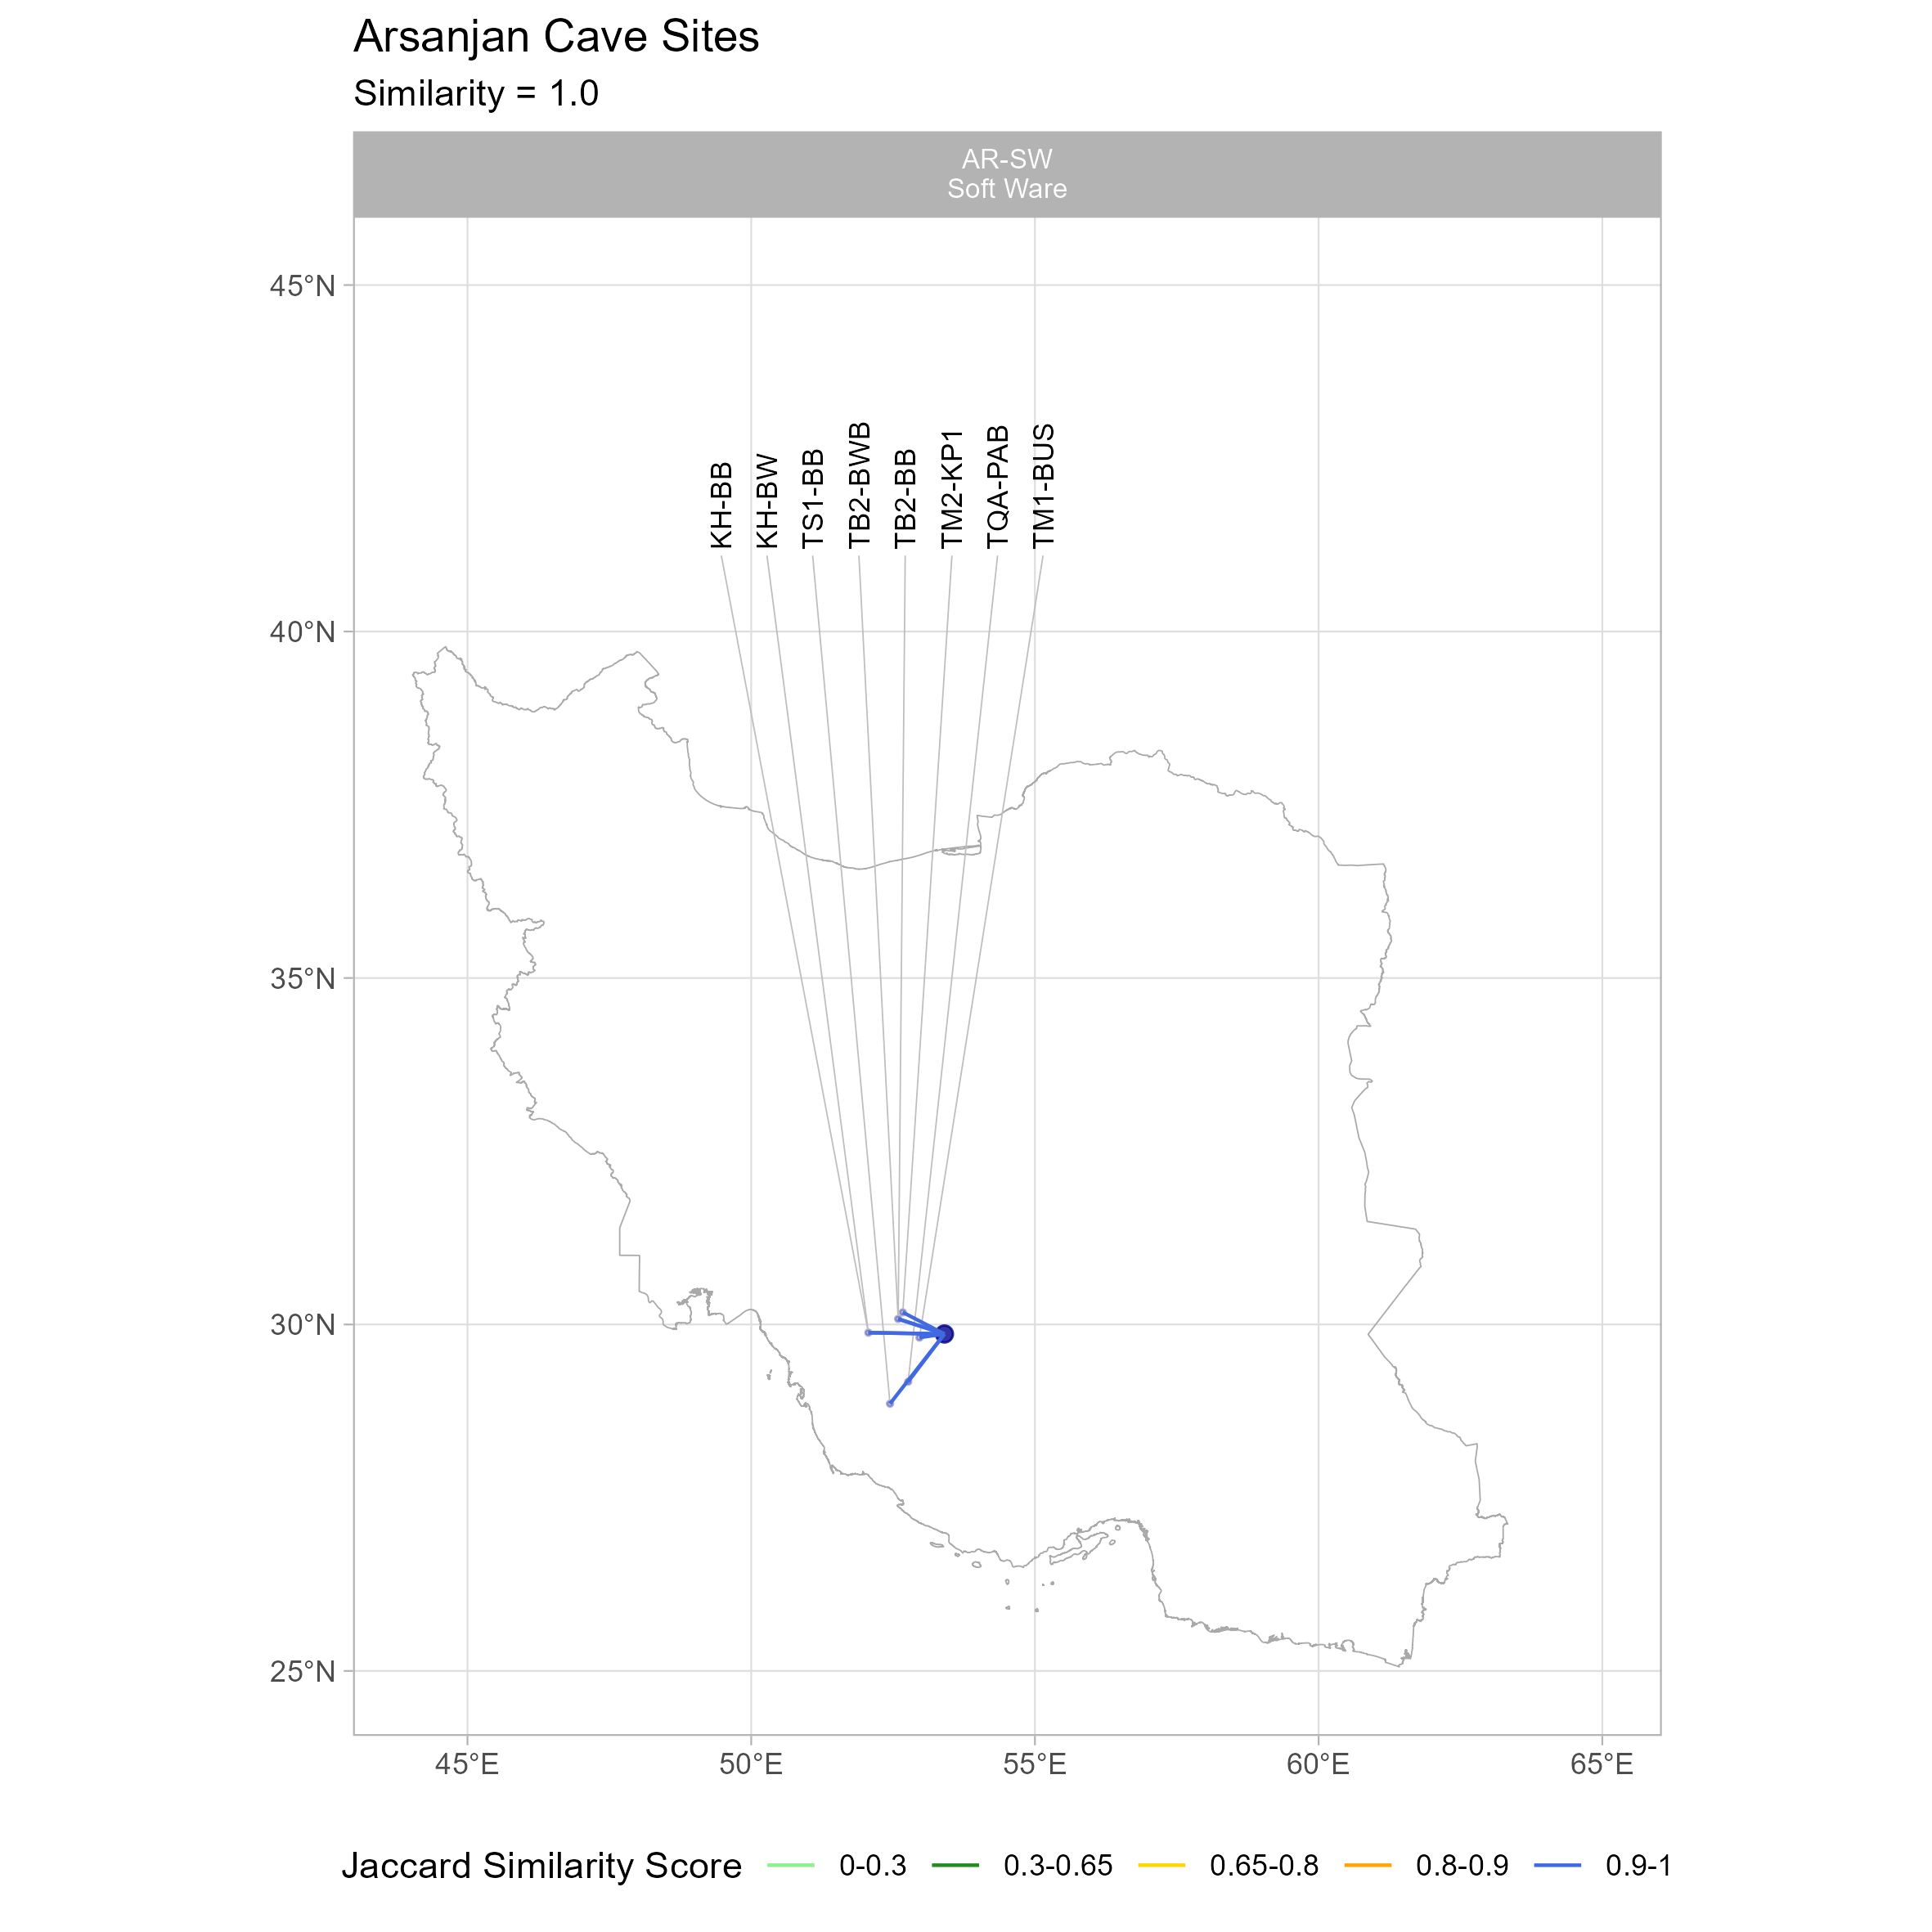 Arsanjan Cave Sites
Similarity = 1.0
AR-SW
Soft Ware
45°N
40°N
35°N
30°N
25°N
KH-BB
KH-BW
TS1-BB
TB2-BWB
TB2-BB
TM2-KP1
TQA-PAB
TM1-BUS
45°E
50°E
55°E
60°E
65°E
Jaccard Similarity Score 0-0.3 0.3-0.65 0.65-0.8 0.8-0.9 0.9-1